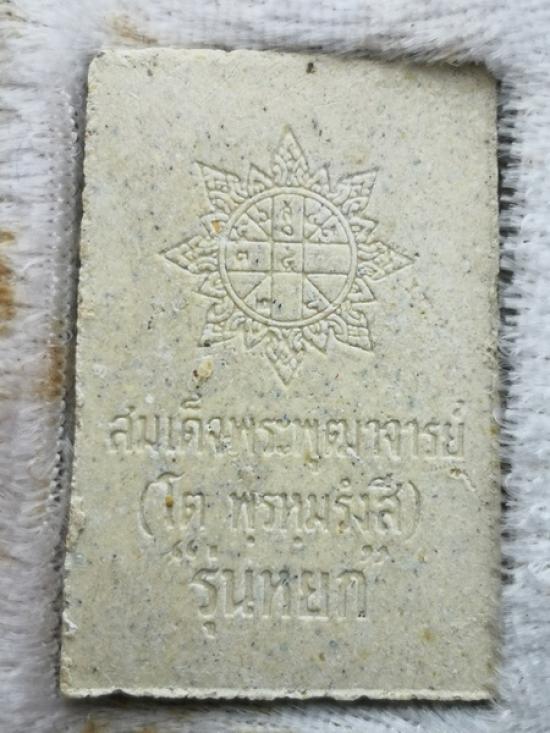 สมเด็จพระพุฒาจารย์
(โต พฺรหฺมรํสี)
"รุ่นหยก"